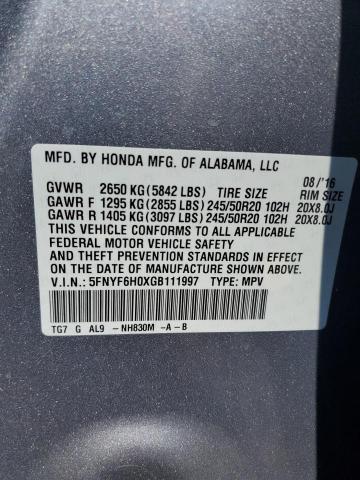 MFD. BY HONDA MFG. OF ALABAMA, LLC
08/'16
GVWR 2650 KG (5842 LBS) TIRE SIZE RIM SIZE
GAWR F 1295 KG (2855 LBS) 245/50R20 102H 20X8.0J
GAWR R 1405 KG (3097 LBS) 245/50R20 102H 20X8.0J
THIS VEHICLE CONFORMS TO ALL APPLICABLE
FEDERAL MOTOR VEHICLE SAFETY
AND THEFT PREVENTION STANDARDS IN EFFECT
ON THE DATE OF MANUFACTURE SHOWN ABOVE.
V.I.N.: 5FNYF6H0XGB111997 TYPE: MPV
TG7 G AL9 -NH830M -A-B